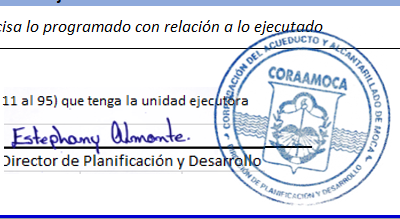 cisa lo programado con relación a lo ejecutado
11 al 95) que tenga la unidad ejecutora
Estephany Almonte.
Director de Planificación y Desarrollo
CORPORACIÓN DEL ACUEDUCTO Y ALCANTARILLADO DE MOCA
CORAAMOCA
DIRECCIÓN DE PLANIFICACIÓN Y DESARROLLO